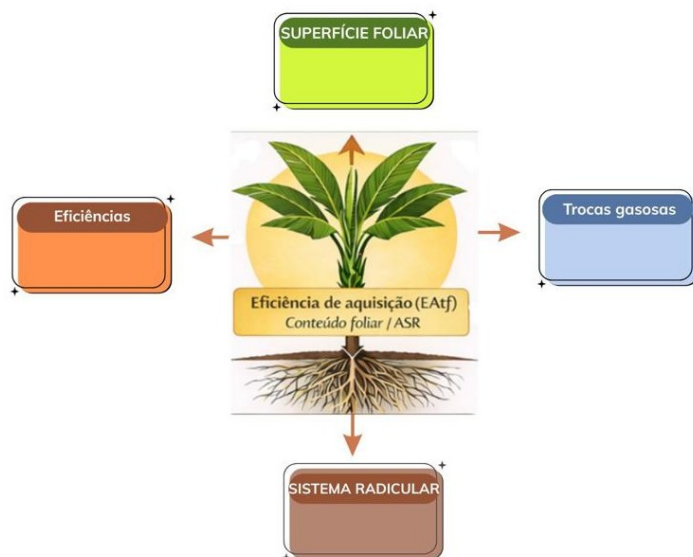 SUPERFÍCIE FOLIAR
Eficiências
Trocas gasosas
Eficiência de aquisição (EAtf)
Conteúdo foliar / ASR
SISTEMA RADICULAR